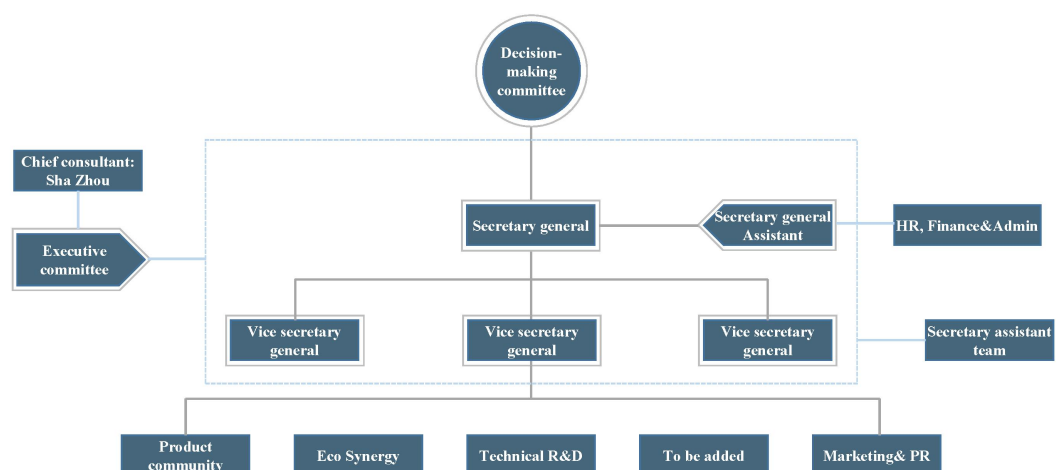 Decision-
making
committee
Chief consultant:
Sha Zhou
Executive
committee
Secretary general
Secretary general
Assistant
HR, Finance&Admin
Vice secretary
general
Vice secretary
general
Vice secretary
general
Secretary assistant
team
Product
community
Eco Synergy
Technical R&D
To be added
Marketing& PR